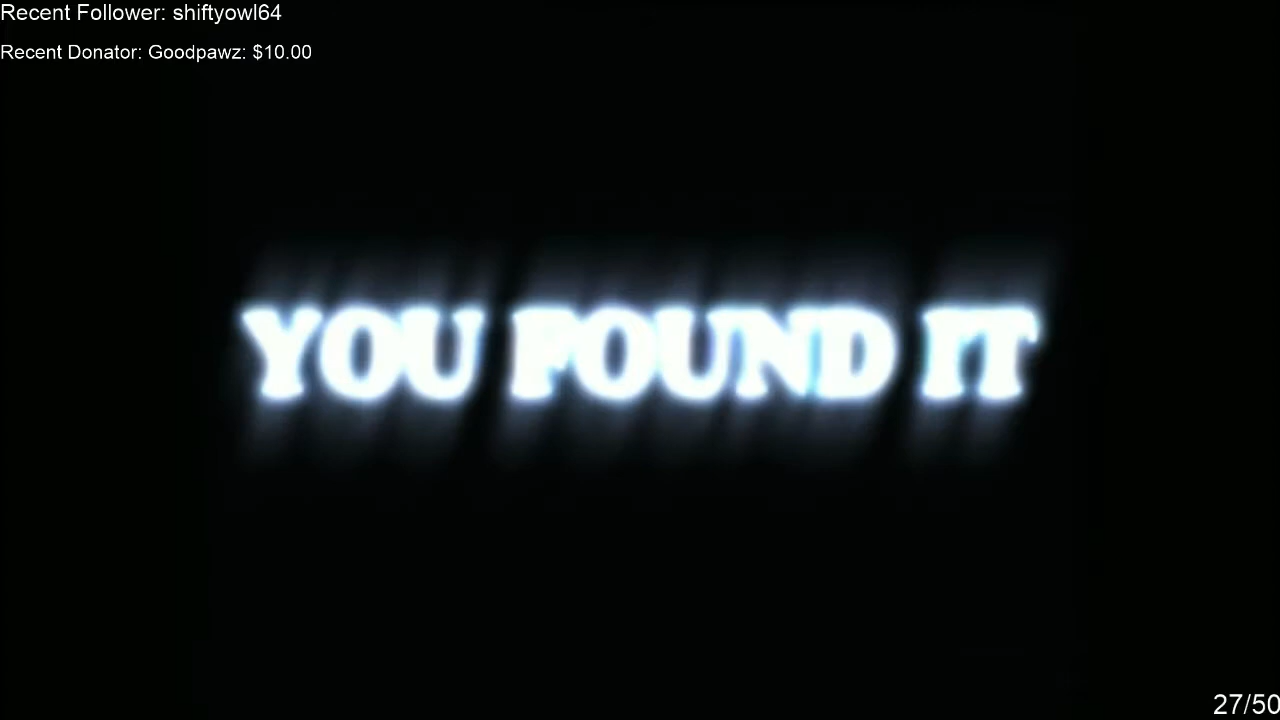 Recent Follower: shiftyowl64
Recent Donator: Goodpawz: $10.00
YOU FOUND IT
27/50